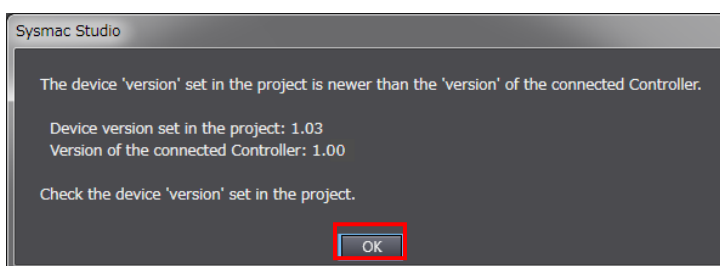 Sysmac Studio
The device 'version' set in the project is newer than the 'version' of the connected Controller.
Device version set in the project: 1.03
Version of the connected Controller: 1.00
Check the device 'version' set in the project.
OK